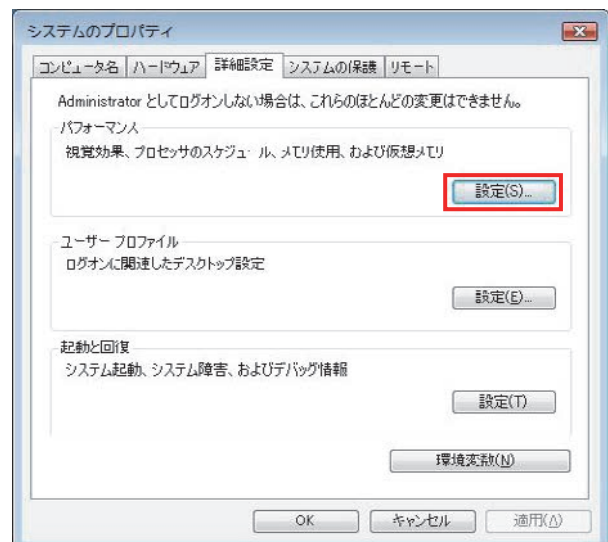 システムのプロパティ
コンピュータ名 ハードウェア 詳細設定 システムの保護 リモート
Administrator としてログオンしない場合は、これらのほとんどの変更はできません。
パフォーマンス
視覚効果、プロセッサのスケジュール、メモリ使用、および仮想メモリ
設定(S)...
ユーザー プロファイル
ログオンに関連したデスクトップ設定
設定(E)...
起動と回復
システム起動、システム障害、およびデバッグ情報
設定(T)
環境変数(N)
OK キャンセル 適用(A)